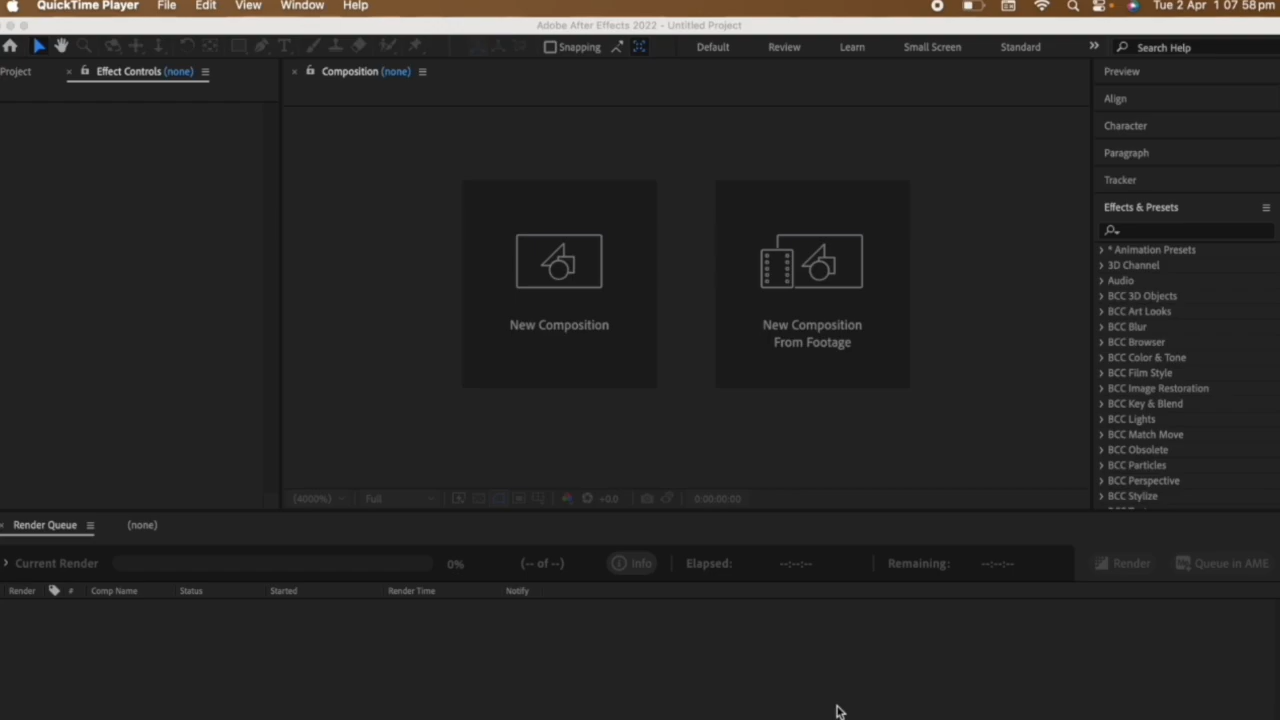 QuickTime Player File Edit View Window Help Tue 2 Apr 1 07 58pm
Adobe After Effects 2022 - Untitled Project
Snapping Default Review Learn Small Screen Standard » Search Help
Project × Effect Controls (none) × Composition (none) Preview
Align
Character
Paragraph
Tracker
Effects & Presets
* Animation Presets
3D Channel
Audio
BCC 3D Objects
BCC Art Looks
BCC Blur
BCC Browser
BCC Color & Tone
BCC Film Style
BCC Image Restoration
BCC Key & Blend
BCC Lights
BCC Match Move
BCC Obsolete
BCC Particles
BCC Perspective
BCC Stylize
New Composition
New Composition
From Footage
(4000%) Full +0.0 0:00:00:00
× Render Queue (none)
Current Render 0% (-- of --) Info Elapsed: --:--:-- Remaining: --:--:-- Render Queue in AME
Render # Comp Name Status Started Render Time Notify